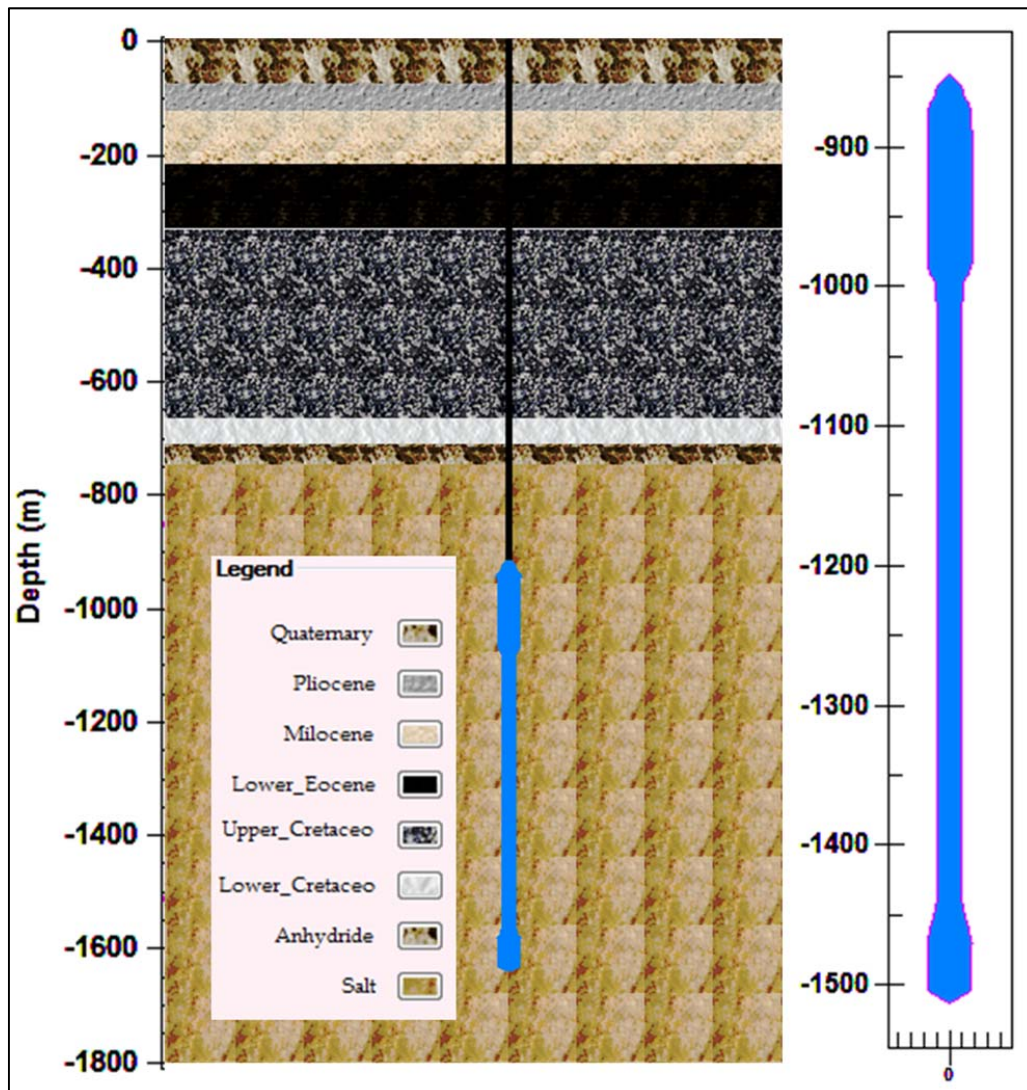 Depth (m)
0
-200
-400
-600
-800
-1000
-1200
-1400
-1600
-1800
Legend
Quaternary
Pliocene
Milocene
Lower_Eocene
Upper_Cretaceo
Lower_Cretaceo
Anhydride
Salt
-900
-1000
-1100
-1200
-1300
-1400
-1500
0